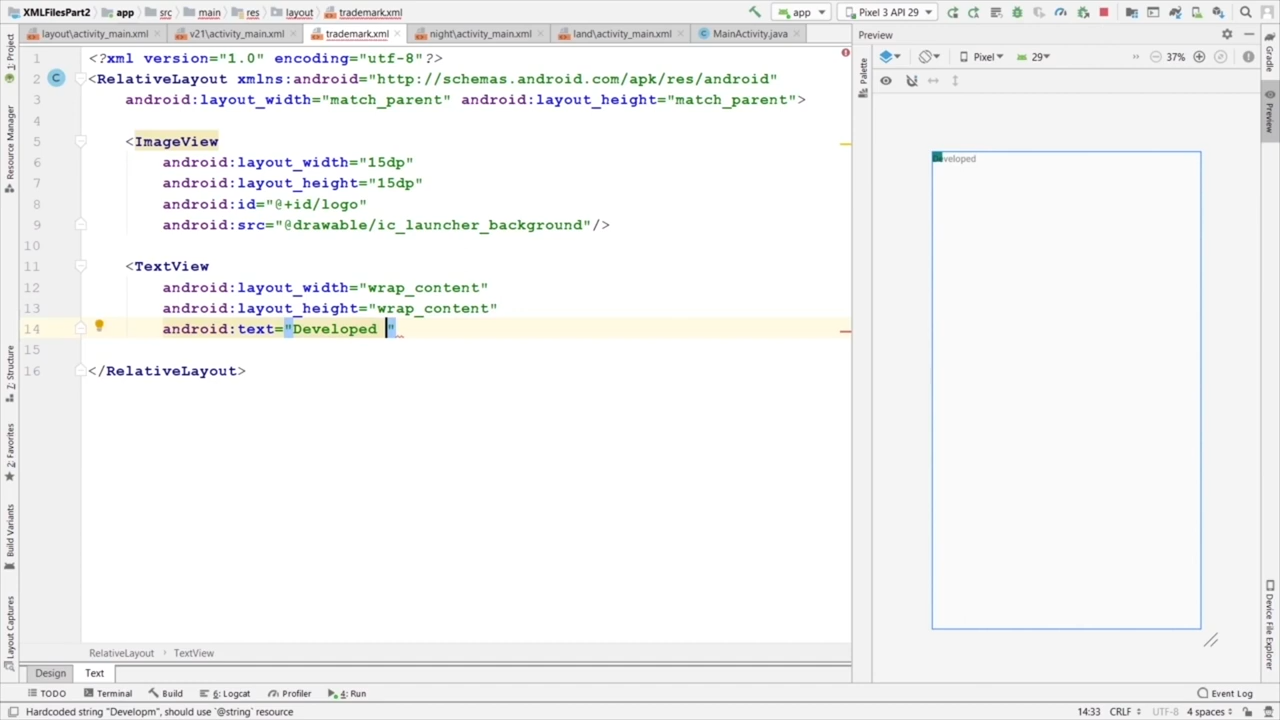 XMLFilesPart2 app src main res layout trademark.xml app Pixel 3 API 29
layout\activity_main.xml v21\activity_main.xml trademark.xml night\activity_main.xml land\activity_main.xml MainActivity.java
Preview
Pixel 29 37%
1: Project
Resource Manager
7: Structure
2: Favorites
Build Variants
Layout Captures
1 <?xml version="1.0" encoding="utf-8"?>
2 <RelativeLayout xmlns:android="http://schemas.android.com/apk/res/android"
3 android:layout_width="match_parent" android:layout_height="match_parent">
4
5 <ImageView
6 android:layout_width="15dp"
7 android:layout_height="15dp"
8 android:id="@+id/logo"
9 android:src="@drawable/ic_launcher_background"/>
10
11 <TextView
12 android:layout_width="wrap_content"
13 android:layout_height="wrap_content"
14 android:text="Developed "
15
16 </RelativeLayout>
Palette
Developed
Gradle
Preview
Device File Explorer
RelativeLayout TextView
Design Text
TODO Terminal Build 6: Logcat Profiler 4: Run Event Log
Hardcoded string "Developm", should use `@string` resource 14:33 CRLF UTF-8 4 spaces